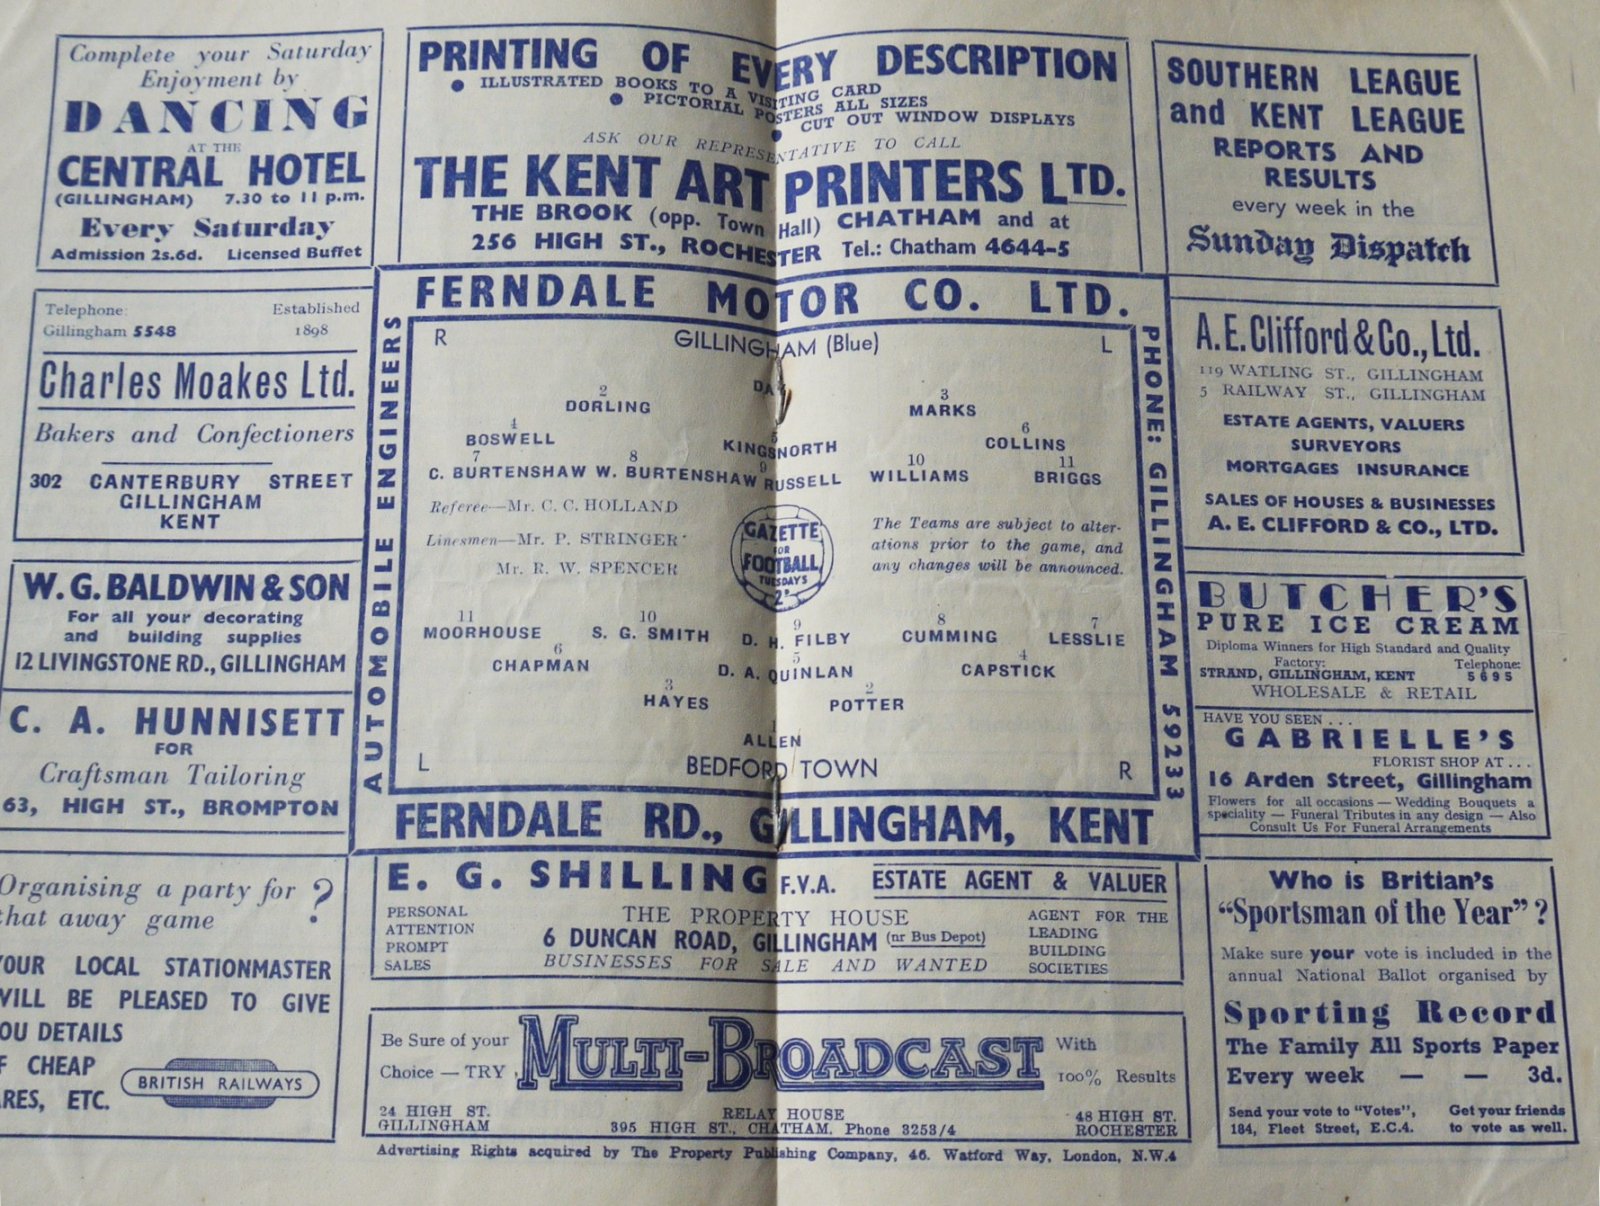 Complete your Saturday
Enjoyment by
DANCING
AT THE
CENTRAL HOTEL
(GILLINGHAM) 7.30 to 11 p.m.
Every Saturday
Admission 2s.6d. Licensed Buffet
PRINTING OF EVERY DESCRIPTION
● ILLUSTRATED BOOKS TO A VISITING CARD
● PICTORIAL POSTERS ALL SIZES
● CUT OUT WINDOW DISPLAYS
ASK OUR REPRESENTATIVE TO CALL
THE KENT ART PRINTERS LTD.
THE BROOK (opp. Town Hall) CHATHAM and at
256 HIGH ST., ROCHESTER Tel.: Chatham 4644-5
SOUTHERN LEAGUE
and KENT LEAGUE
REPORTS AND
RESULTS
every week in the
Sunday Dispatch
Telephone: Established
Gillingham 5548 1898
Charles Moakes Ltd.
Bakers and Confectioners
302 CANTERBURY STREET
GILLINGHAM
KENT
W. G. BALDWIN & SON
For all your decorating
and building supplies
12 LIVINGSTONE RD., GILLINGHAM
C. A. HUNNISETT
FOR
Craftsman Tailoring
63, HIGH ST., BROMPTON
Organising a party for
that away game ?
YOUR LOCAL STATIONMASTER
WILL BE PLEASED TO GIVE
YOU DETAILS
OF CHEAP
ARES, ETC.
BRITISH RAILWAYS
FERNDALE MOTOR CO. LTD.
AUTOMOBILE ENGINEERS
PHONE: GILLINGHAM 59233
R GILLINGHAM (Blue) L
2 3
DORLING MARKS
4 5 6
BOSWELL KINGSNORTH COLLINS
7 8 9 10 11
C. BURTENSHAW W. BURTENSHAW RUSSELL WILLIAMS BRIGGS
Referee—Mr. C. C. HOLLAND
Linesmen—Mr. P. STRINGER
Mr. R. W. SPENCER
GAZETTE
FOR
FOOTBALL
TUESDAYS
2D
The Teams are subject to alter-
ations prior to the game, and
any changes will be announced.
11 10 9 8 7
MOORHOUSE S. G. SMITH D. H. FILBY CUMMING LESSLIE
6 5 4
CHAPMAN D. A. QUINLAN CAPSTICK
3 2
HAYES POTTER
1
ALLEN
L BEDFORD TOWN R
FERNDALE RD., GILLINGHAM, KENT
A. E. Clifford & Co., Ltd.
119 WATLING ST., GILLINGHAM
5 RAILWAY ST., GILLINGHAM
ESTATE AGENTS, VALUERS
SURVEYORS
MORTGAGES INSURANCE
SALES OF HOUSES & BUSINESSES
A. E. CLIFFORD & CO., LTD.
BUTCHER'S
PURE ICE CREAM
Diploma Winners for High Standard and Quality
Factory: Telephone:
STRAND, GILLINGHAM, KENT 5695
WHOLESALE & RETAIL
HAVE YOU SEEN . . .
GABRIELLE'S
FLORIST SHOP AT . . .
16 Arden Street, Gillingham
Flowers for all occasions — Wedding Bouquets a
speciality — Funeral Tributes in any design — Also
Consult Us For Funeral Arrangements
E. G. SHILLING F.V.A. ESTATE AGENT & VALUER
PERSONAL
ATTENTION
PROMPT
SALES
THE PROPERTY HOUSE
6 DUNCAN ROAD, GILLINGHAM (nr Bus Depot)
BUSINESSES FOR SALE AND WANTED
AGENT FOR THE
LEADING
BUILDING
SOCIETIES
Be Sure of your
Choice — TRY
MULTI-BROADCAST
With
100% Results
24 HIGH ST. RELAY HOUSE 48 HIGH ST.
GILLINGHAM 395 HIGH ST., CHATHAM. Phone 3253/4 ROCHESTER
Advertising Rights acquired by The Property Publishing Company, 46. Watford Way, London, N.W.4
Who is Britian's
"Sportsman of the Year" ?
Make sure your vote is included in the
annual National Ballot organised by
Sporting Record
The Family All Sports Paper
Every week — — 3d.
Send your vote to "Votes", Get your friends
184, Fleet Street, E.C.4. to vote as well.